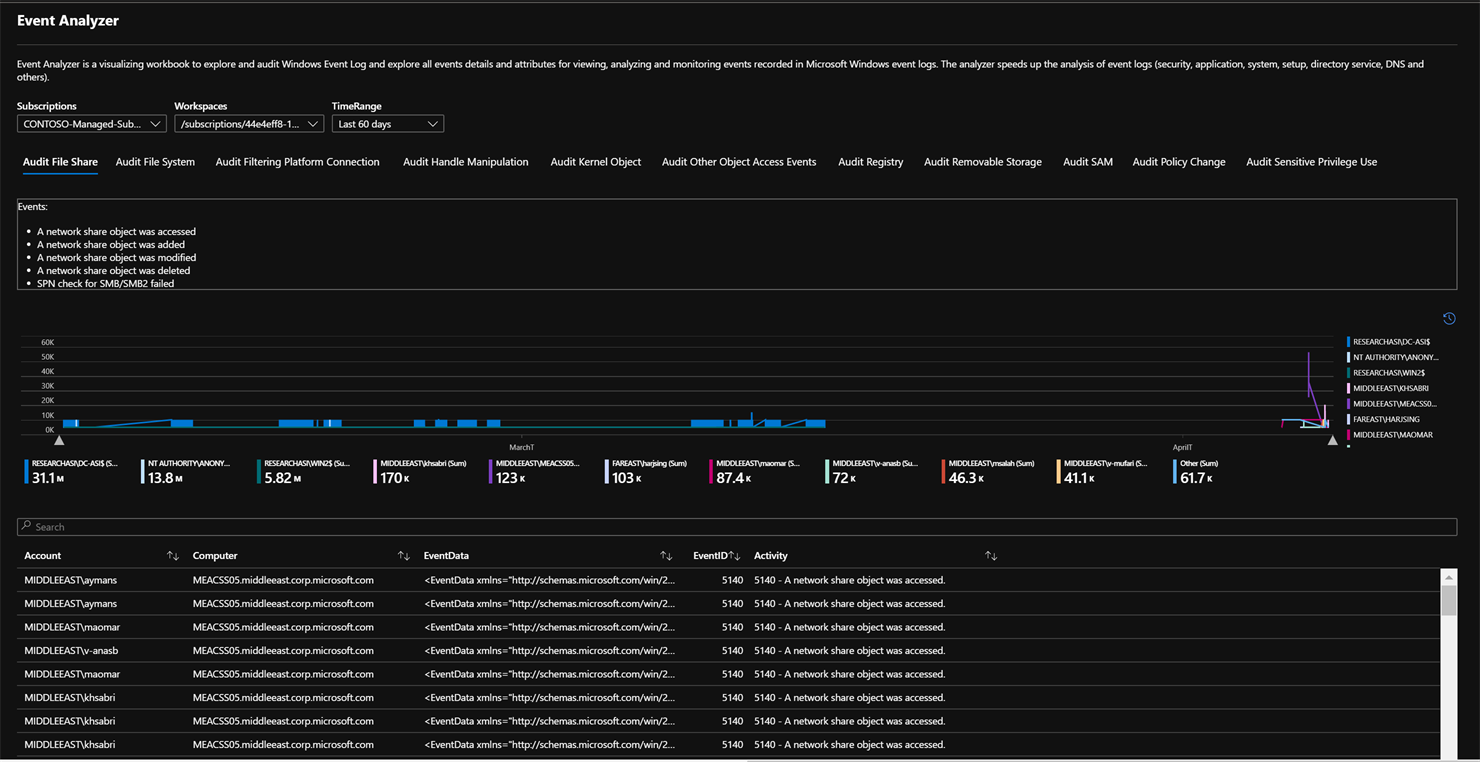 Event Analyzer
Event Analyzer is a visualizing workbook to explore and audit Windows Event Log and explore all events details and attributes for viewing, analyzing and monitoring events recorded in Microsoft Windows event logs. The analyzer speeds up the analysis of event logs (security, application, system, setup, directory service, DNS and
others).
Subscriptions Workspaces TimeRange
CONTOSO-Managed-Sub... /subscriptions/44e4eff8-1... Last 60 days
Audit File Share Audit File System Audit Filtering Platform Connection Audit Handle Manipulation Audit Kernel Object Audit Other Object Access Events Audit Registry Audit Removable Storage Audit SAM Audit Policy Change Audit Sensitive Privilege Use
Events:
• A network share object was accessed
• A network share object was added
• A network share object was modified
• A network share object was deleted
• SPN check for SMB/SMB2 failed
60K
50K
40K
30K
20K
10K
0K
MarchT AprilT
RESEARCHASI\DC-ASI$
NT AUTHORITY\ANONY...
RESEARCHASI\WIN2$
MIDDLEEAST\KHSABRI
MIDDLEEAST\MEACSS0...
FAREAST\HARJSING
MIDDLEEAST\MAOMAR
RESEARCHASI\DC-ASI$ (S... NT AUTHORITY\ANONY... RESEARCHASI\WIN2$ (Su... MIDDLEEAST\khsabri (Sum) MIDDLEEAST\MEACSS05... FAREAST\harjsing (Sum) MIDDLEEAST\maomar (S... MIDDLEEAST\v-anasb (Su... MIDDLEEAST\msalah (Sum) MIDDLEEAST\v-mufari (S... Other (Sum)
31.1 M 13.8 M 5.82 M 170 K 123 K 103 K 87.4 K 72 K 46.3 K 41.1 K 61.7 K
Search
Account Computer EventData EventID Activity
MIDDLEEAST\aymans MEACSS05.middleeast.corp.microsoft.com <EventData xmlns="http://schemas.microsoft.com/win/2... 5140 5140 - A network share object was accessed.
MIDDLEEAST\aymans MEACSS05.middleeast.corp.microsoft.com <EventData xmlns="http://schemas.microsoft.com/win/2... 5140 5140 - A network share object was accessed.
MIDDLEEAST\maomar MEACSS05.middleeast.corp.microsoft.com <EventData xmlns="http://schemas.microsoft.com/win/2... 5140 5140 - A network share object was accessed.
MIDDLEEAST\v-anasb MEACSS05.middleeast.corp.microsoft.com <EventData xmlns="http://schemas.microsoft.com/win/2... 5140 5140 - A network share object was accessed.
MIDDLEEAST\maomar MEACSS05.middleeast.corp.microsoft.com <EventData xmlns="http://schemas.microsoft.com/win/2... 5140 5140 - A network share object was accessed.
MIDDLEEAST\khsabri MEACSS05.middleeast.corp.microsoft.com <EventData xmlns="http://schemas.microsoft.com/win/2... 5140 5140 - A network share object was accessed.
MIDDLEEAST\khsabri MEACSS05.middleeast.corp.microsoft.com <EventData xmlns="http://schemas.microsoft.com/win/2... 5140 5140 - A network share object was accessed.
MIDDLEEAST\khsabri MEACSS05.middleeast.corp.microsoft.com <EventData xmlns="http://schemas.microsoft.com/win/2... 5140 5140 - A network share object was accessed.